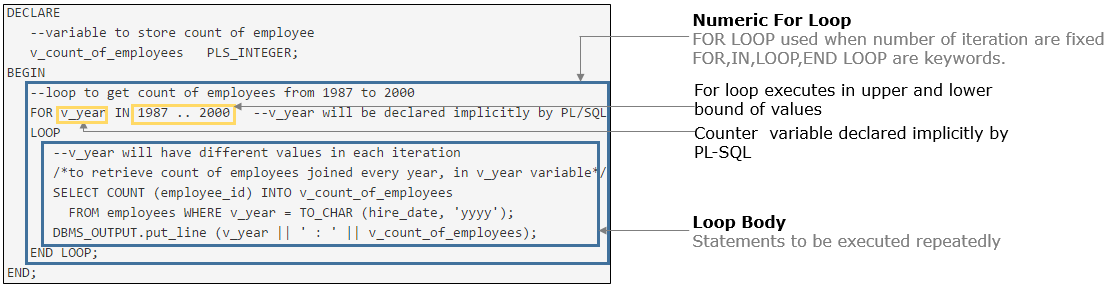 DECLARE
--variable to store count of employee
v_count_of_employees PLS_INTEGER;
BEGIN
--loop to get count of employees from 1987 to 2000
FOR v_year IN 1987 .. 2000 --v_year will be declared implicitly by PL/SQL
LOOP
--v_year will have different values in each iteration
/*to retrieve count of employees joined every year, in v_year variable*/
SELECT COUNT (employee_id) INTO v_count_of_employees
FROM employees WHERE v_year = TO_CHAR (hire_date, 'yyyy');
DBMS_OUTPUT.put_line (v_year || ' : ' || v_count_of_employees);
END LOOP;
END;
Numeric For Loop
FOR LOOP used when number of iteration are fixed
FOR,IN,LOOP,END LOOP are keywords.
For loop executes in upper and lower
bound of values
Counter variable declared implicitly by
PL-SQL
Loop Body
Statements to be executed repeatedly